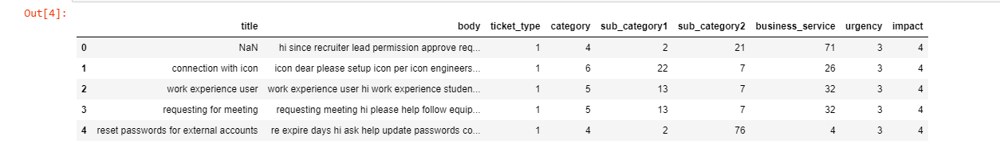 Out[4]:
title body ticket_type category sub_category1 sub_category2 business_service urgency impact
0 NaN hi since recruiter lead permission approve req... 1 4 2 21 71 3 4
1 connection with icon icon dear please setup icon per icon engineers... 1 6 22 7 26 3 4
2 work experience user work experience user hi work experience studen... 1 5 13 7 32 3 4
3 requesting for meeting requesting meeting hi please help follow equip... 1 5 13 7 32 3 4
4 reset passwords for external accounts re expire days hi ask help update passwords co... 1 4 2 76 4 3 4